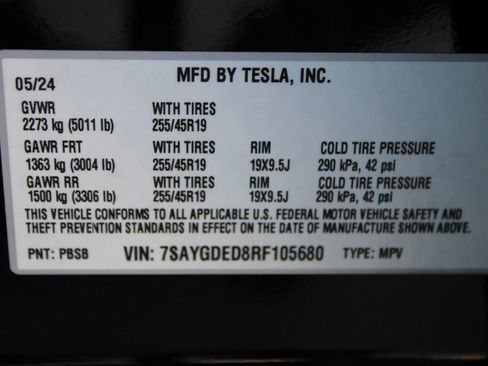 MFD BY TESLA, INC.
05/24
GVWR WITH TIRES
2273 kg (5011 lb) 255/45R19
GAWR FRT WITH TIRES RIM COLD TIRE PRESSURE
1363 kg (3004 lb) 255/45R19 19X9.5J 290 kPa, 42 psi
GAWR RR WITH TIRES RIM COLD TIRE PRESSURE
1500 kg (3306 lb) 255/45R19 19X9.5J 290 kPa, 42 psi
THIS VEHICLE CONFORMS TO ALL APPLICABLE U.S. FEDERAL MOTOR VEHICLE SAFETY AND
THEFT PREVENTION STANDARDS IN EFFECT ON THE DATE OF MANUFACTURE SHOWN ABOVE.
PNT: PBSB VIN: 7SAYGDED8RF105680 TYPE: MPV